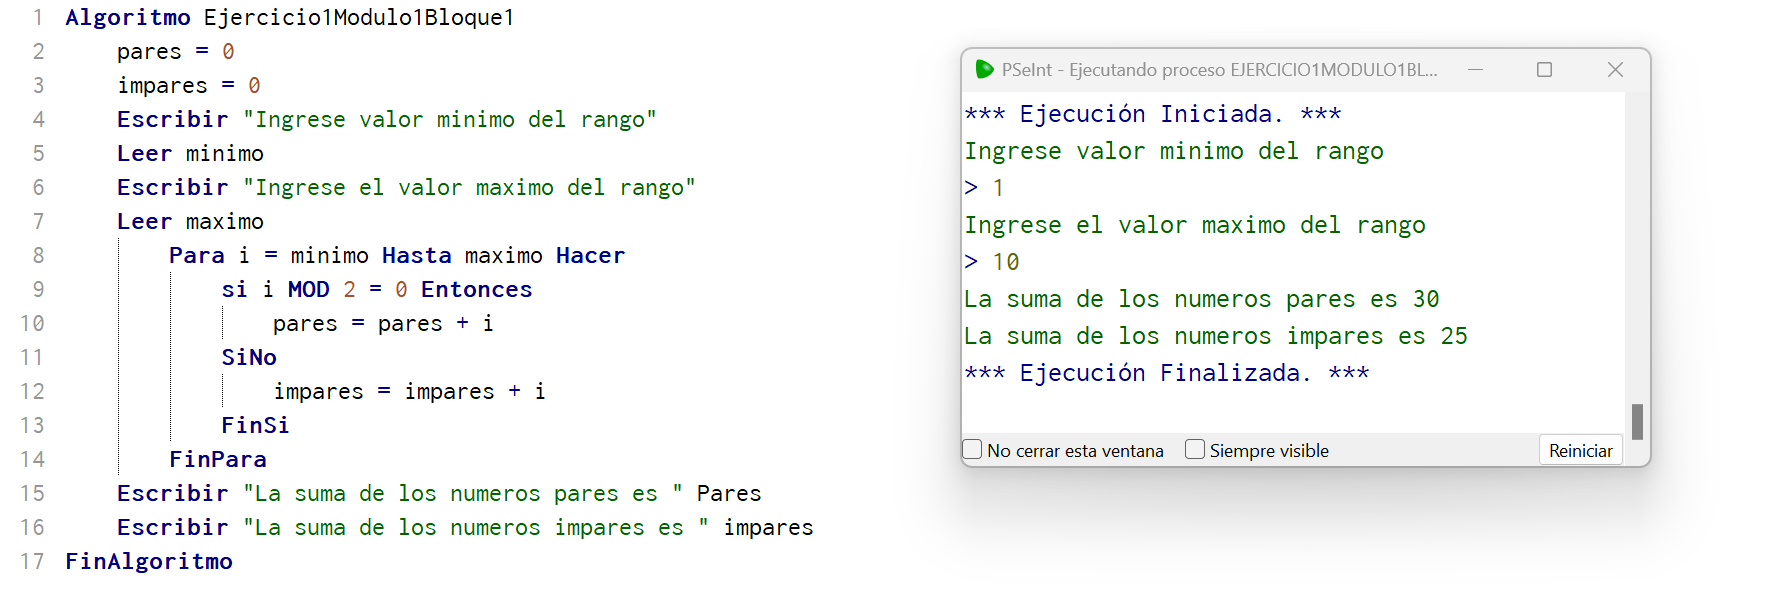 1 Algoritmo Ejercicio1Modulo1Bloque1
2 pares = 0
3 impares = 0
4 Escribir "Ingrese valor minimo del rango"
5 Leer minimo
6 Escribir "Ingrese el valor maximo del rango"
7 Leer maximo
8 Para i = minimo Hasta maximo Hacer
9 si i MOD 2 = 0 Entonces
10 pares = pares + i
11 SiNo
12 impares = impares + i
13 FinSi
14 FinPara
15 Escribir "La suma de los numeros pares es " Pares
16 Escribir "La suma de los numeros impares es " impares
17 FinAlgoritmo
PSeInt - Ejecutando proceso EJERCICIO1MODULO1BL...
*** Ejecución Iniciada. ***
Ingrese valor minimo del rango
> 1
Ingrese el valor maximo del rango
> 10
La suma de los numeros pares es 30
La suma de los numeros impares es 25
*** Ejecución Finalizada. ***
No cerrar esta ventana Siempre visible Reiniciar